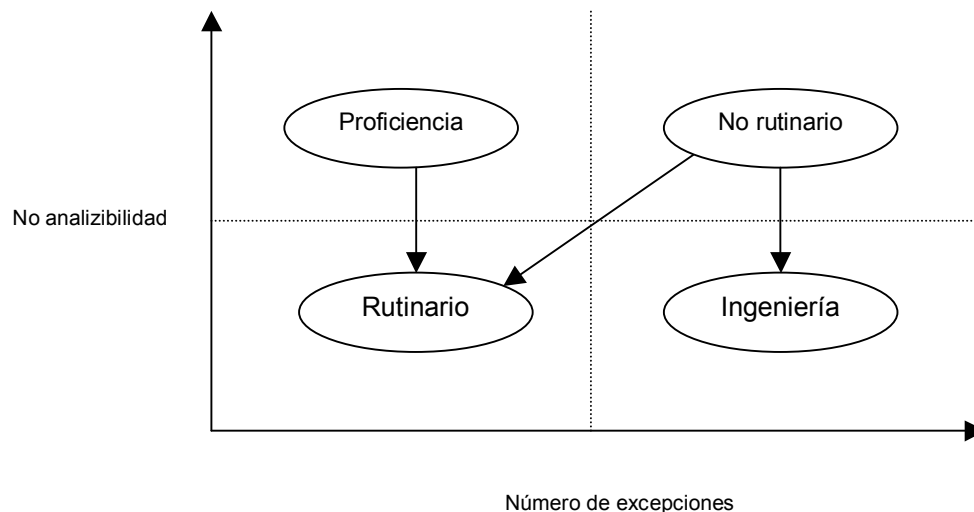 Proficiencia
No rutinario
No analizibilidad
Rutinario
Ingeniería
Número de excepciones